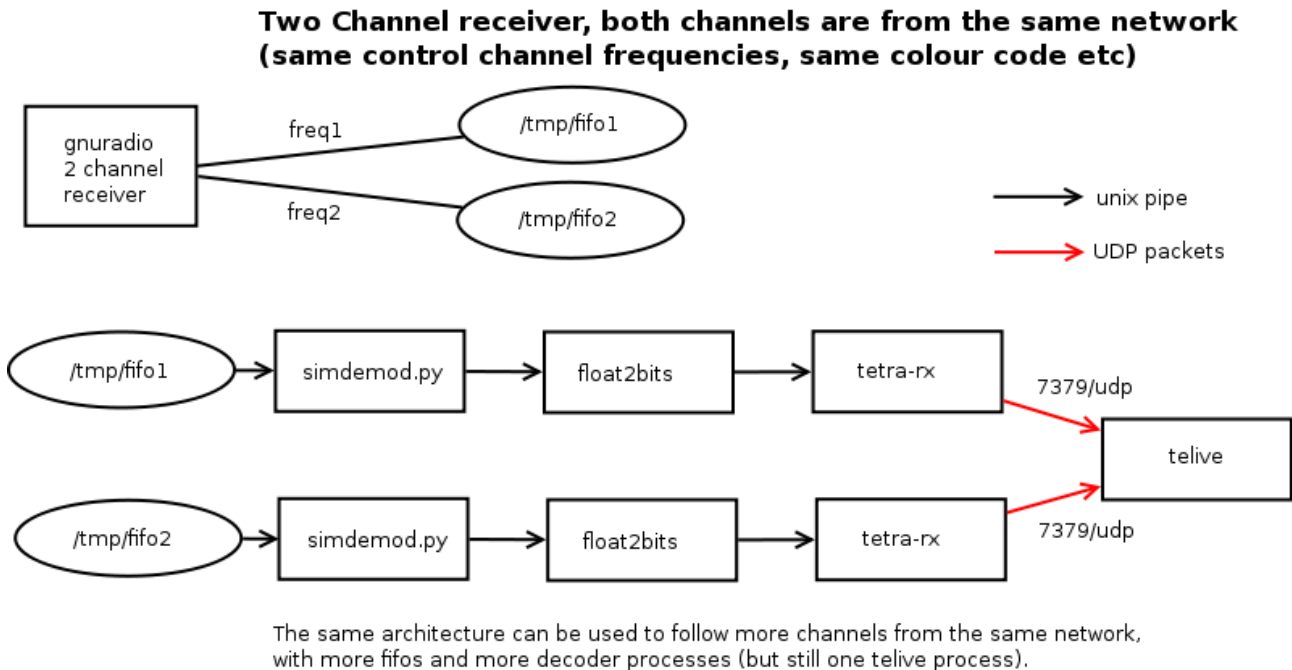 Two Channel receiver, both channels are from the same network
(same control channel frequencies, same colour code etc)
gnuradio
2 channel
receiver
freq1
freq2
/tmp/fifo1
/tmp/fifo2
unix pipe
UDP packets
/tmp/fifo1
simdemod.py
float2bits
tetra-rx
7379/udp
telive
/tmp/fifo2
simdemod.py
float2bits
tetra-rx
7379/udp
The same architecture can be used to follow more channels from the same network,
with more fifos and more decoder processes (but still one telive process).